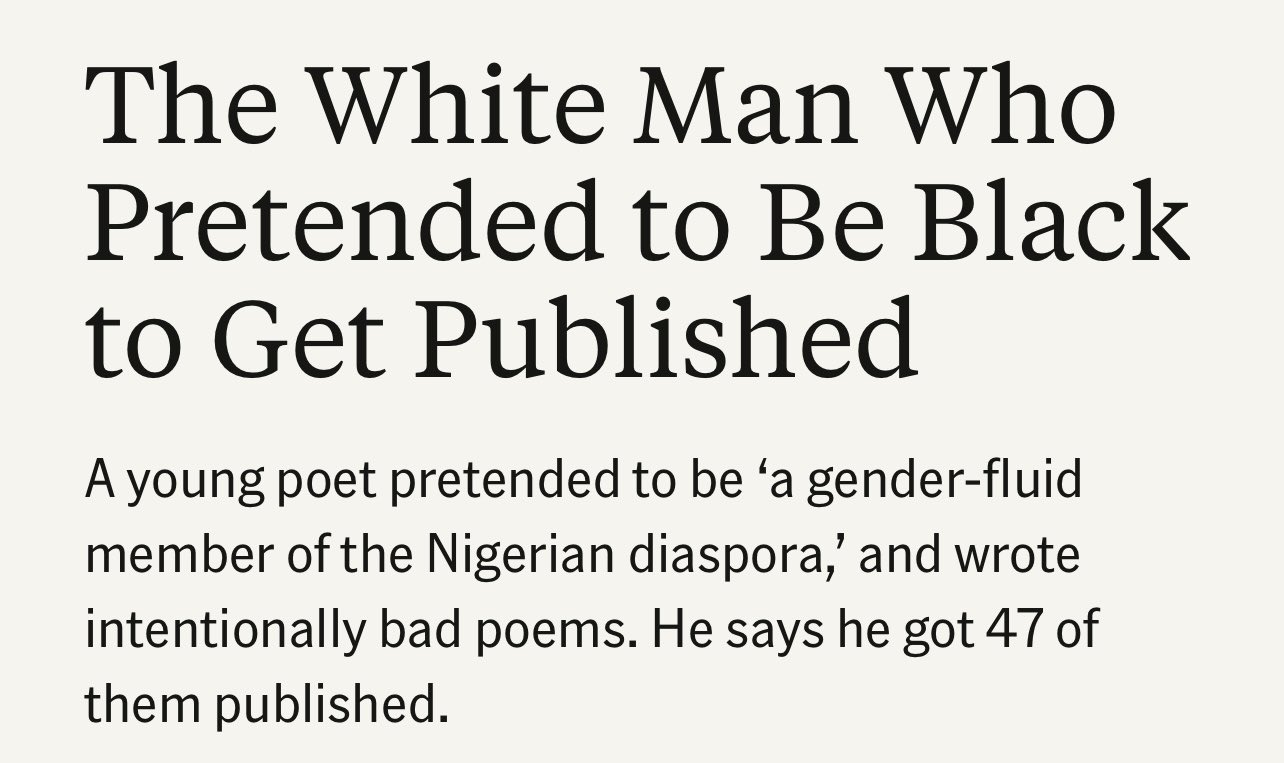 The White Man Who
Pretended to Be Black
to Get Published
A young poet pretended to be ‘a gender-fluid
member of the Nigerian diaspora,’ and wrote
intentionally bad poems. He says he got 47 of
them published.